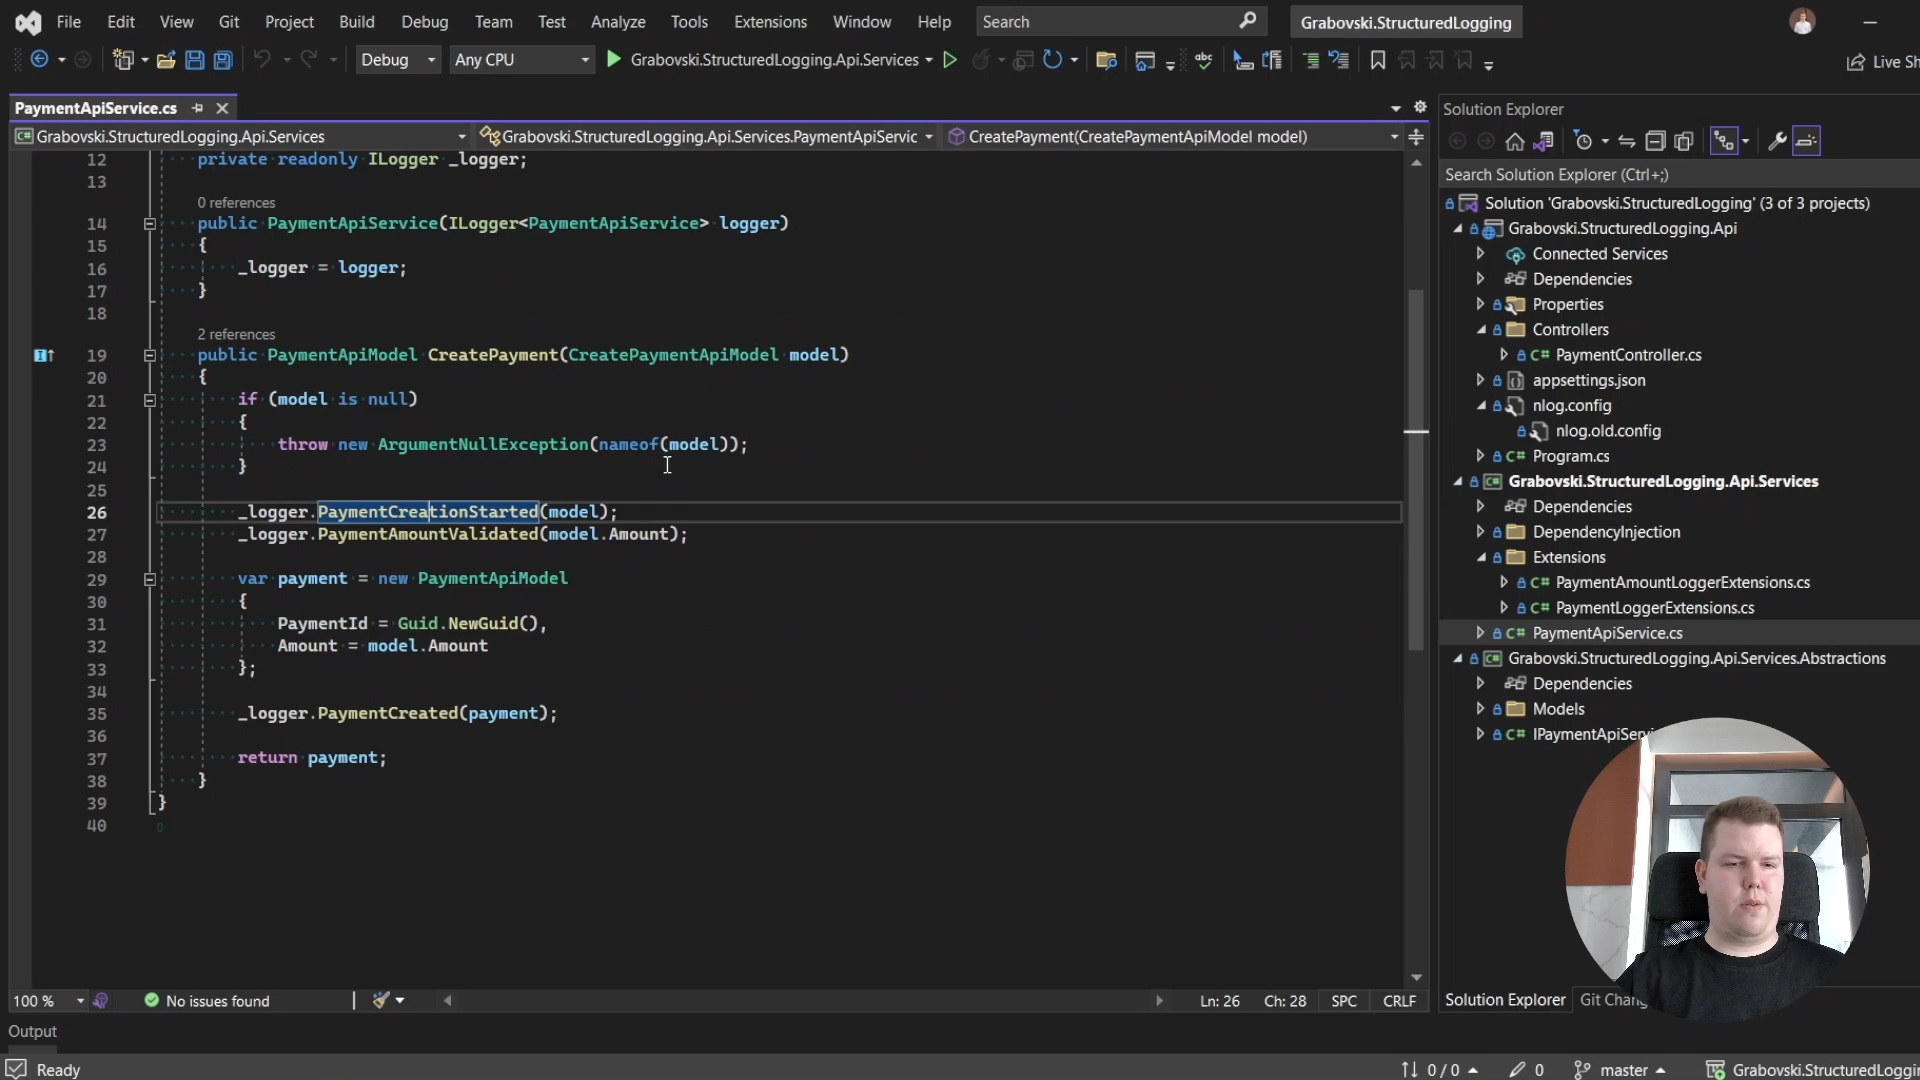 File Edit View Git Project Build Debug Team Test Analyze Tools Extensions Window Help Search Grabovski.StructuredLogging
Debug Any CPU Grabovski.StructuredLogging.Api.Services Live Sh
PaymentApiService.cs
Grabovski.StructuredLogging.Api.Services Grabovski.StructuredLogging.Api.Services.PaymentApiServic CreatePayment(CreatePaymentApiModel model)
12 private readonly ILogger _logger;
13
0 references
14 public PaymentApiService(ILogger<PaymentApiService> logger)
15 {
16 _logger = logger;
17 }
18
2 references
19 public PaymentApiModel CreatePayment(CreatePaymentApiModel model)
20 {
21 if (model is null)
22 {
23 throw new ArgumentNullException(nameof(model));
24 }
25
26 _logger.PaymentCreationStarted(model);
27 _logger.PaymentAmountValidated(model.Amount);
28
29 var payment = new PaymentApiModel
30 {
31 PaymentId = Guid.NewGuid(),
32 Amount = model.Amount
33 };
34
35 _logger.PaymentCreated(payment);
36
37 return payment;
38 }
39 }
40
100 % No issues found Ln: 26 Ch: 28 SPC CRLF
Output
Ready
Solution Explorer
Search Solution Explorer (Ctrl+;)
Solution 'Grabovski.StructuredLogging' (3 of 3 projects)
Grabovski.StructuredLogging.Api
Connected Services
Dependencies
Properties
Controllers
C# PaymentController.cs
appsettings.json
nlog.config
nlog.old.config
C# Program.cs
Grabovski.StructuredLogging.Api.Services
Dependencies
DependencyInjection
Extensions
C# PaymentAmountLoggerExtensions.cs
C# PaymentLoggerExtensions.cs
C# PaymentApiService.cs
Grabovski.StructuredLogging.Api.Services.Abstractions
Dependencies
Models
C# IPaymentApiServi
Solution Explorer Git Chang
0 / 0 0 master Grabovski.StructuredLoggin